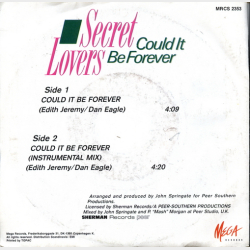 MRCS 2353
Secret
Lovers
Could It
Be Forever
Side 1
COULD IT BE FOREVER
(Edith Jeremy/Dan Eagle) 4:09
Side 2
COULD IT BE FOREVER
(INSTRUMENTAL MIX)
(Edith Jeremy/Dan Eagle) 4:20
Arranged and produced by John Springate for Peer Southern
Productions.
Licensed by Sherman Records/® PEER-SOUTHERN PRODUCTIONS
Mixed by John Springate and P. "Mash" Morgan at Peer Studio, U.K.
SHERMAN Records
MEGA
RECORDS